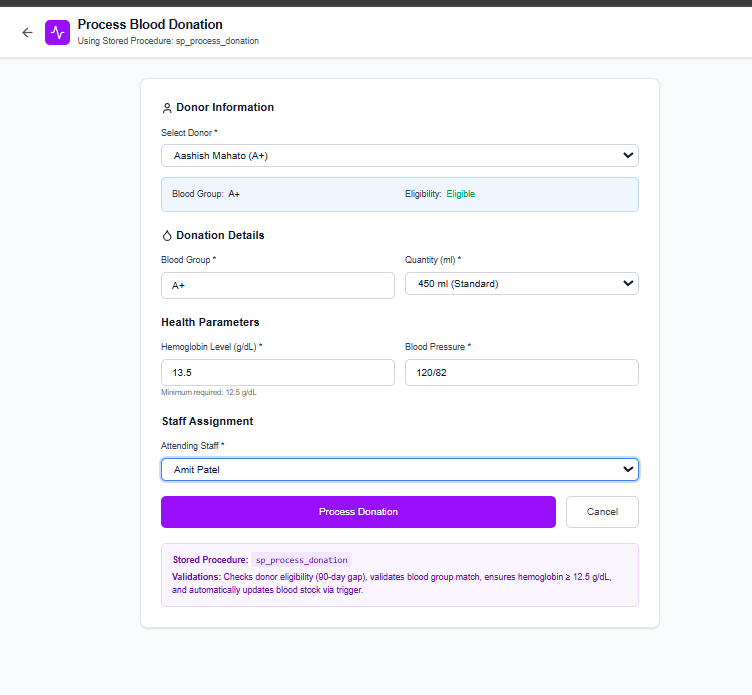 Process Blood Donation
Using Stored Procedure: sp_process_donation
Donor Information
Select Donor *
Aashish Mahato (A+)
Blood Group: A+ Eligibility: Eligible
Donation Details
Blood Group * Quantity (ml) *
A+ 450 ml (Standard)
Health Parameters
Hemoglobin Level (g/dL) * Blood Pressure *
13.5 120/82
Minimum required: 12.5 g/dL
Staff Assignment
Attending Staff *
Amit Patel
Process Donation Cancel
Stored Procedure: sp_process_donation
Validations: Checks donor eligibility (90-day gap), validates blood group match, ensures hemoglobin ≥ 12.5 g/dL,
and automatically updates blood stock via trigger.